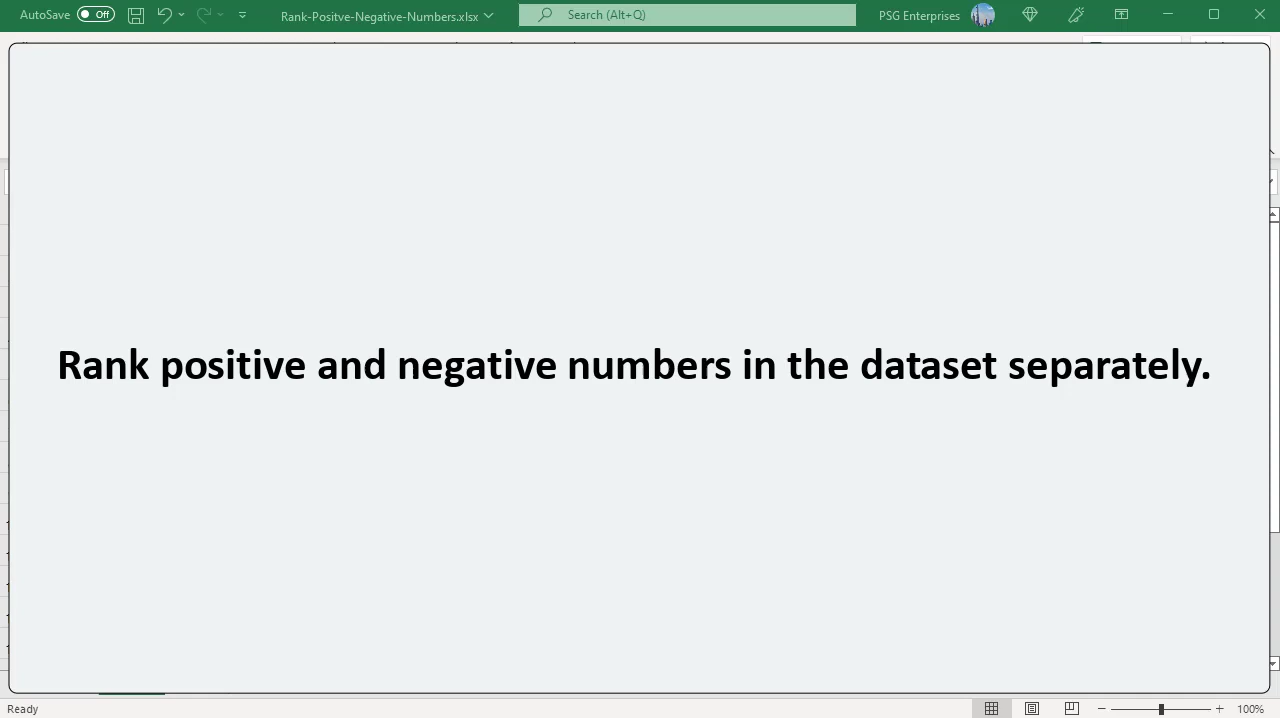 AutoSave Off Rank-Positve-Negative-Numbers.xlsx Search (Alt+Q) PSG Enterprises
Rank positive and negative numbers in the dataset separately.
Ready 100%